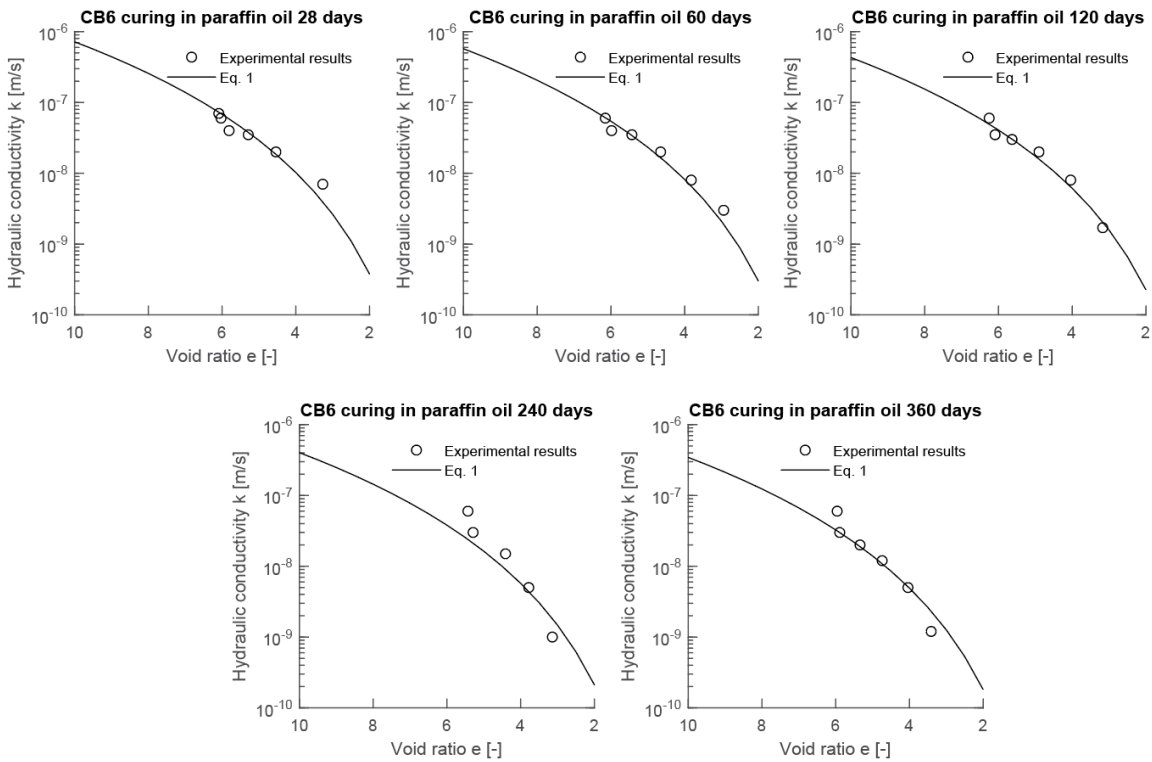 CB6 curing in paraffin oil 28 days
Hydraulic conductivity k [m/s]
10^-6
10^-7
10^-8
10^-9
10^-10
Experimental results
Eq. 1
10 8 6 4 2
Void ratio e [-]
CB6 curing in paraffin oil 60 days
Hydraulic conductivity k [m/s]
10^-6
10^-7
10^-8
10^-9
10^-10
Experimental results
Eq. 1
10 8 6 4 2
Void ratio e [-]
CB6 curing in paraffin oil 120 days
Hydraulic conductivity k [m/s]
10^-6
10^-7
10^-8
10^-9
10^-10
Experimental results
Eq. 1
10 8 6 4 2
Void ratio e [-]
CB6 curing in paraffin oil 240 days
Hydraulic conductivity k [m/s]
10^-6
10^-7
10^-8
10^-9
10^-10
Experimental results
Eq. 1
10 8 6 4 2
Void ratio e [-]
CB6 curing in paraffin oil 360 days
Hydraulic conductivity k [m/s]
10^-6
10^-7
10^-8
10^-9
10^-10
Experimental results
Eq. 1
10 8 6 4 2
Void ratio e [-]